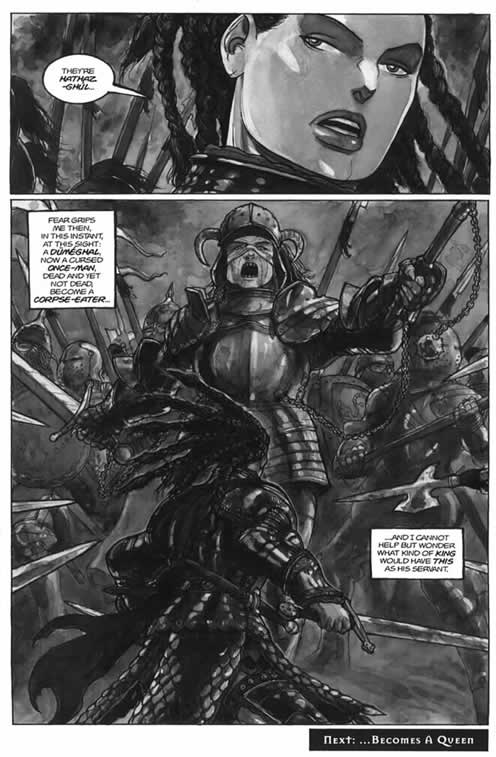 THEY'RE
HATHAZ
-GHÚL...
FEAR GRIPS
ME THEN,
IN THIS INSTANT,
AT THIS SIGHT:
A DÛMÉGHAL,
NOW A CURSED
ONCE-MAN,
DEAD AND YET
NOT DEAD,
BECOME A
CORPSE-EATER...
...AND I CANNOT
HELP BUT WONDER
WHAT KIND OF KING
WOULD HAVE THIS
AS HIS SERVANT.
NEXT: ...BECOMES A QUEEN